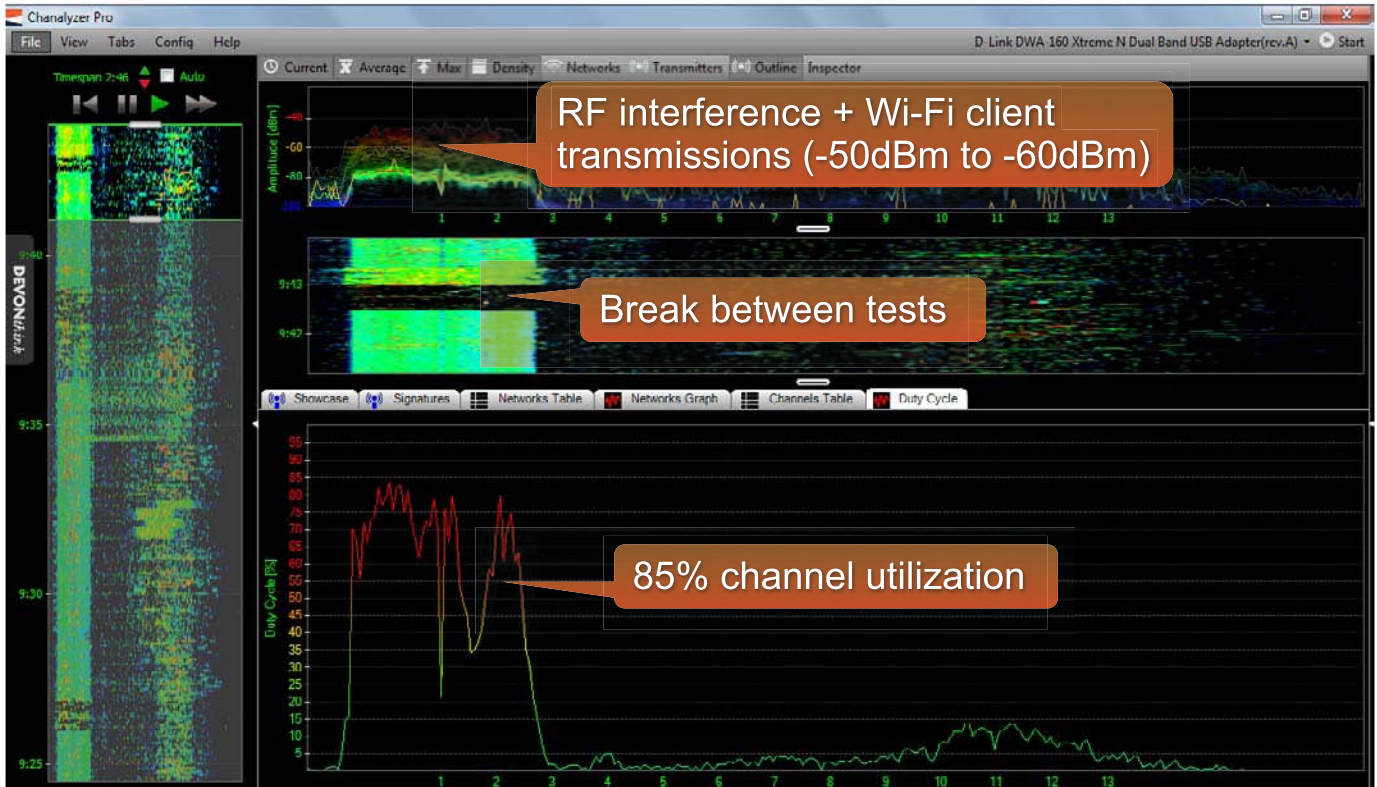 Chanalyzer Pro
File View Tabs Config Help
D-Link DWA-160 Xtreme N Dual Band USB Adapter(rev.A) Start
Timespan 2:46 Auto
Current Average Max Density Networks Transmitters Outline Inspector
Amplitude [dBm]
-40
-60
-80
-100
RF interference + Wi-Fi client
transmissions (-50dBm to -60dBm)
1 2 3 4 5 6 7 8 9 10 11 12 13
9:43
9:42
Break between tests
9:40
9:35
9:30
9:25
DEVONthink
Showcase Signatures Networks Table Networks Graph Channels Table Duty Cycle
Duty Cycle [%]
95
90
85
80
75
70
65
60
55
50
45
40
35
30
25
20
15
10
5
85% channel utilization
1 2 3 4 5 6 7 8 9 10 11 12 13